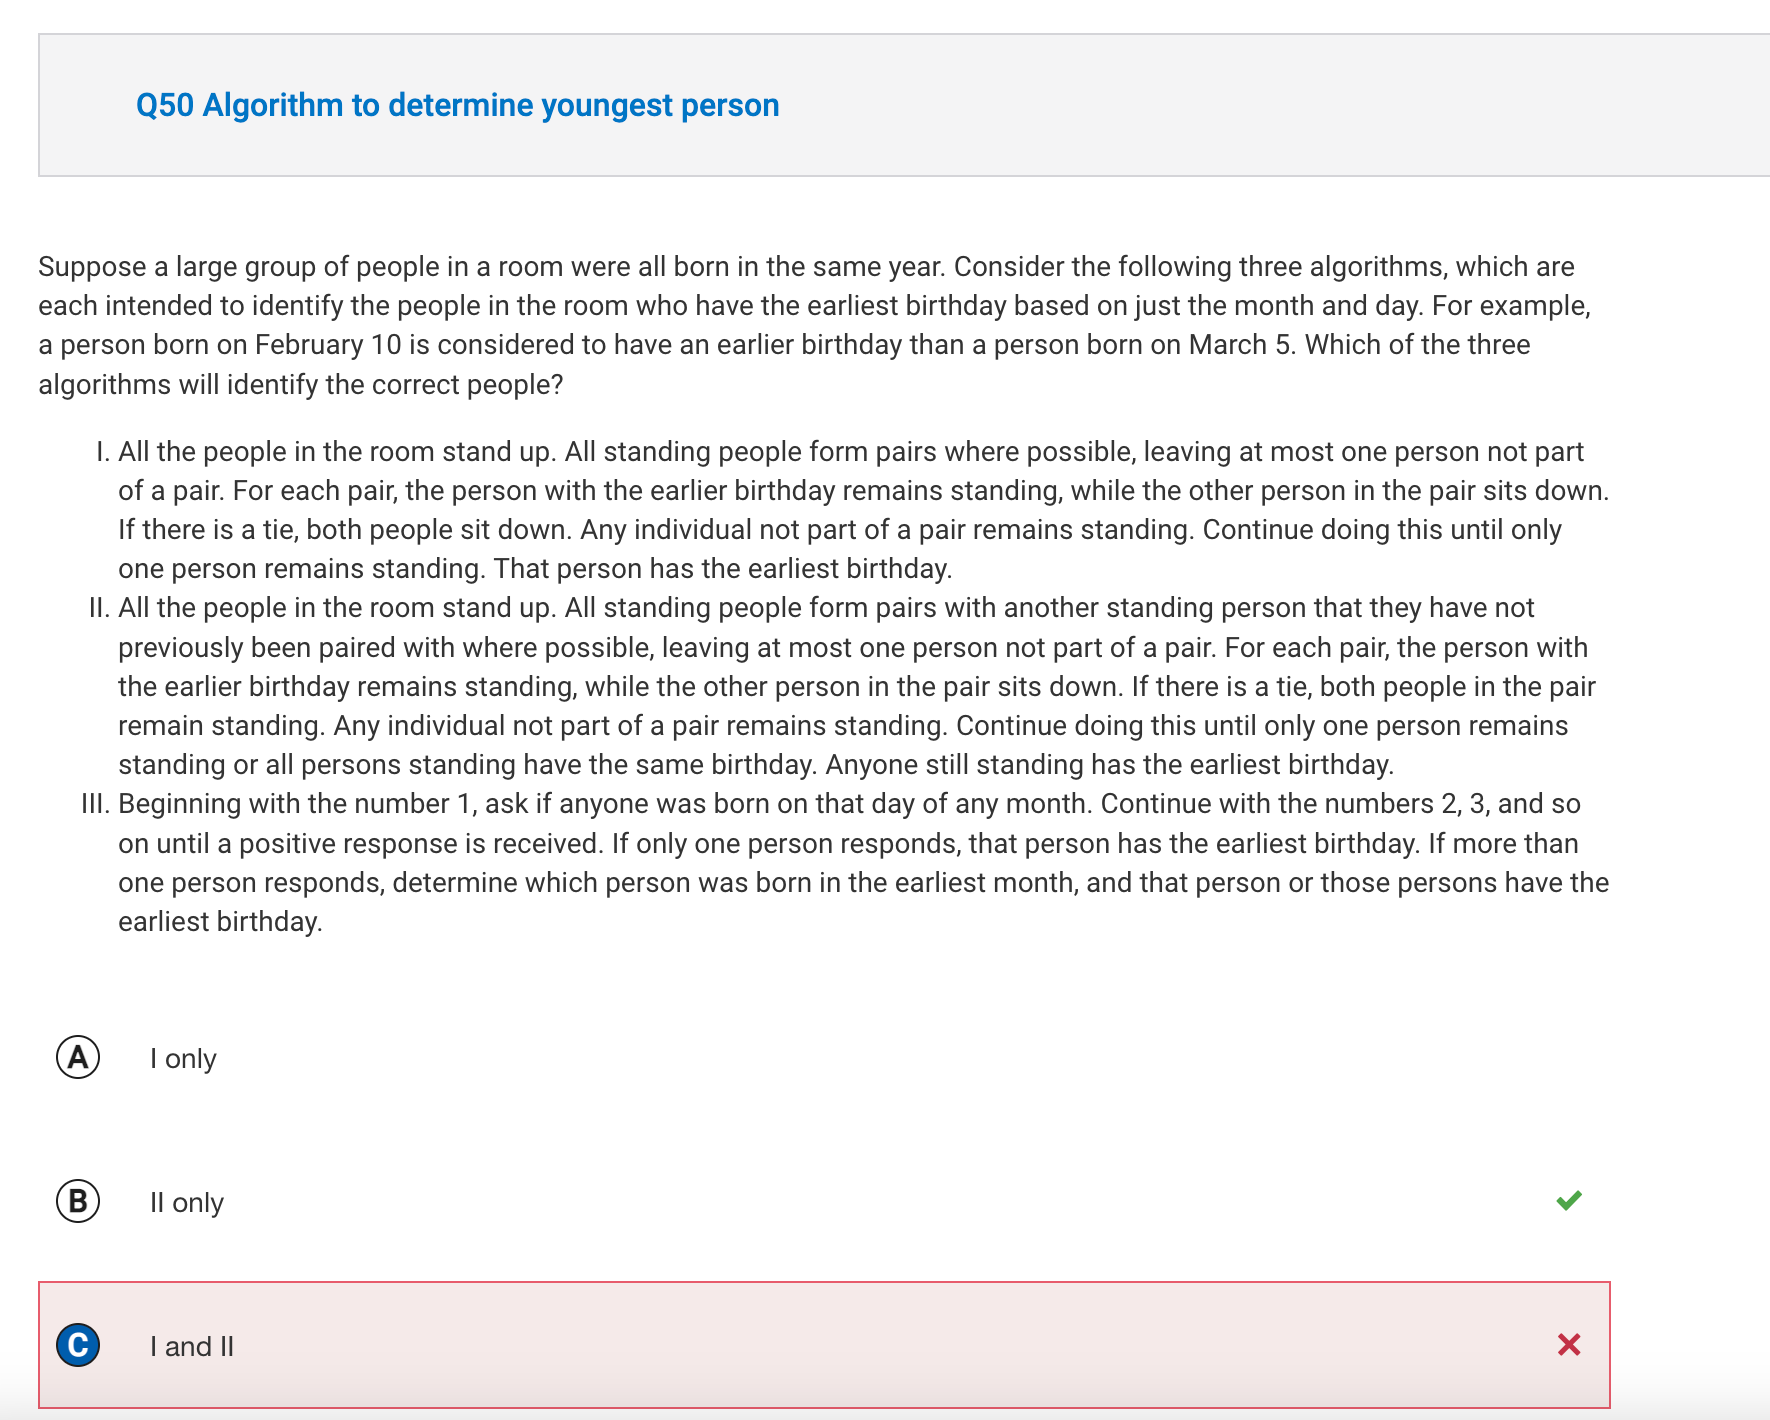 Q50 Algorithm to determine youngest person
Suppose a large group of people in a room were all born in the same year. Consider the following three algorithms, which are
each intended to identify the people in the room who have the earliest birthday based on just the month and day. For example,
a person born on February 10 is considered to have an earlier birthday than a person born on March 5. Which of the three
algorithms will identify the correct people?
I. All the people in the room stand up. All standing people form pairs where possible, leaving at most one person not part
of a pair. For each pair, the person with the earlier birthday remains standing, while the other person in the pair sits down.
If there is a tie, both people sit down. Any individual not part of a pair remains standing. Continue doing this until only
one person remains standing. That person has the earliest birthday.
II. All the people in the room stand up. All standing people form pairs with another standing person that they have not
previously been paired with where possible, leaving at most one person not part of a pair. For each pair, the person with
the earlier birthday remains standing, while the other person in the pair sits down. If there is a tie, both people in the pair
remain standing. Any individual not part of a pair remains standing. Continue doing this until only one person remains
standing or all persons standing have the same birthday. Anyone still standing has the earliest birthday.
III. Beginning with the number 1, ask if anyone was born on that day of any month. Continue with the numbers 2, 3, and so
on until a positive response is received. If only one person responds, that person has the earliest birthday. If more than
one person responds, determine which person was born in the earliest month, and that person or those persons have the
earliest birthday.
A I only
B II only
C I and II